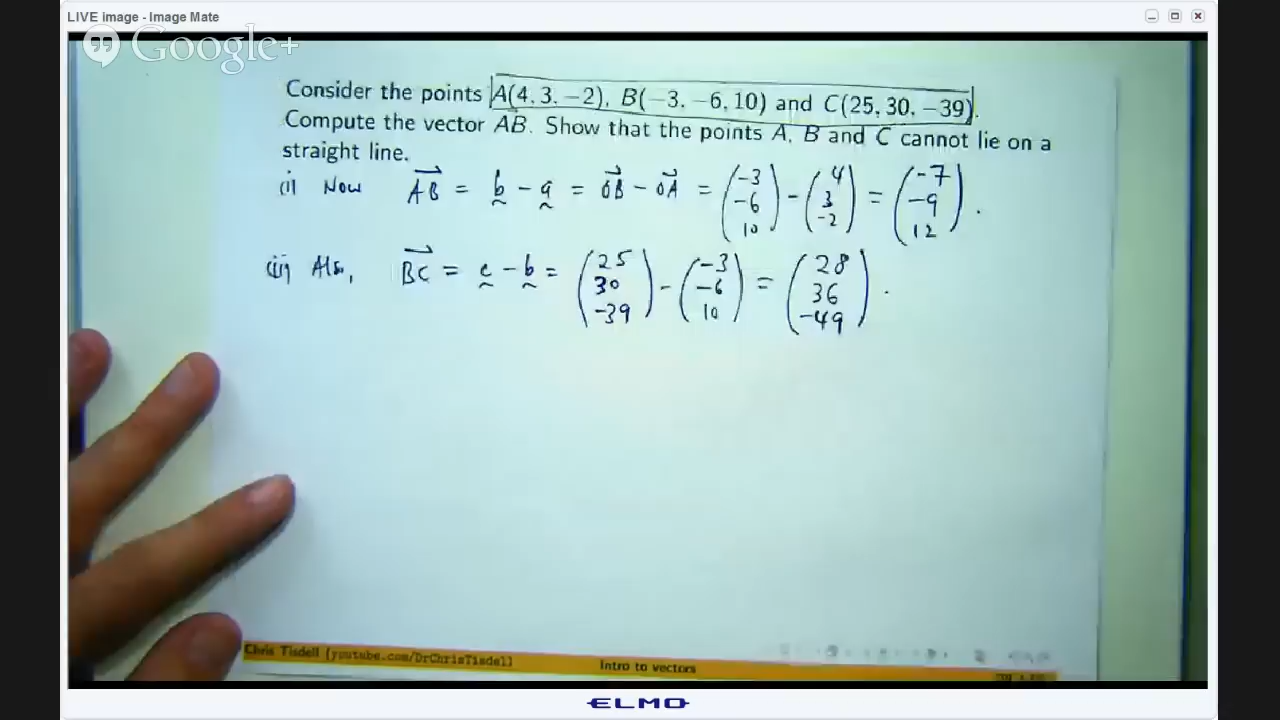 LIVE image - Image Mate
Google+
Consider the points A(4, 3, −2), B(−3, −6, 10) and C(25, 30, −39).
Compute the vector AB. Show that the points A, B and C cannot lie on a
straight line.
(i) Now AB = b − a = OB − OA = (−3 −6 10) − (4 3 −2) = (−7 −9 12).
(ii) Also, BC = c − b = (25 30 −39) − (−3 −6 10) = (28 36 −49).
Chris Tisdell (youtube.com/DrChrisTisdell)
Intro to vectors
ELMO